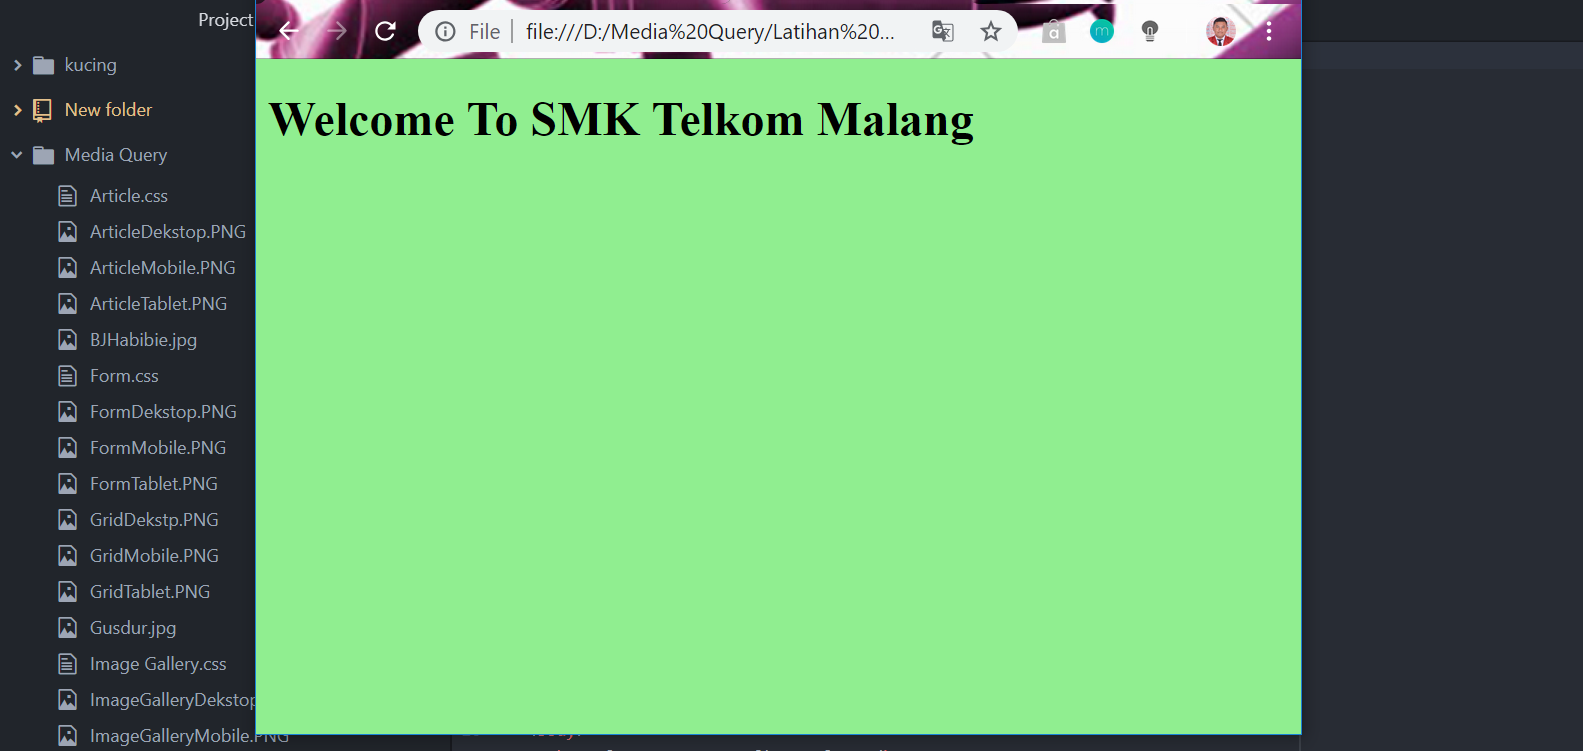 Project
kucing
New folder
Media Query
Article.css
ArticleDekstop.PNG
ArticleMobile.PNG
ArticleTablet.PNG
BJHabibie.jpg
Form.css
FormDekstop.PNG
FormMobile.PNG
FormTablet.PNG
GridDekstp.PNG
GridMobile.PNG
GridTablet.PNG
Gusdur.jpg
Image Gallery.css
ImageGalleryDekstop
ImageGalleryMobile.PNG
File file:///D:/Media%20Query/Latihan%20...
a
m
Welcome To SMK Telkom Malang